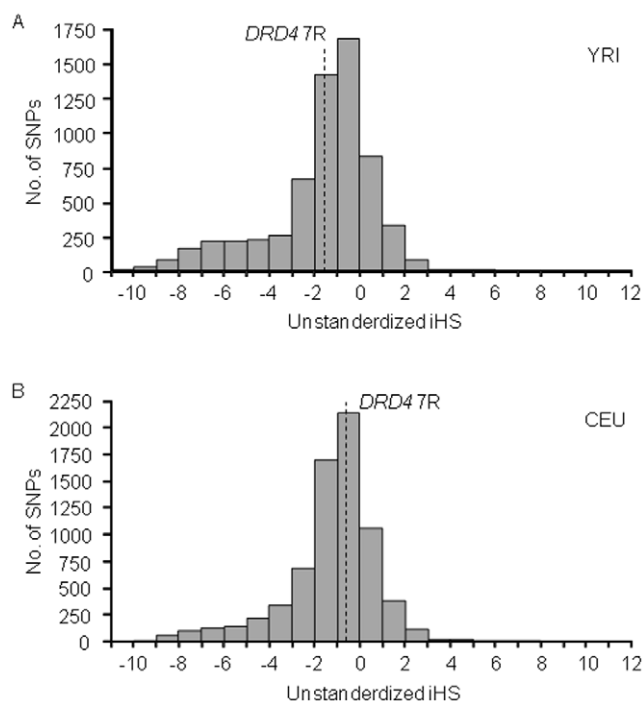 A
DRD4 7R
YRI
1750
1500
1250
No. of SNPs
1000
750
500
250
0
-10 -8 -6 -4 -2 0 2 4 6 8 10 12
Unstanderdized iHS
B
DRD4 7R
CEU
2250
2000
1750
1500
No. of SNPs
1250
1000
750
500
250
0
-10 -8 -6 -4 -2 0 2 4 6 8 10 12
Unstanderdized iHS